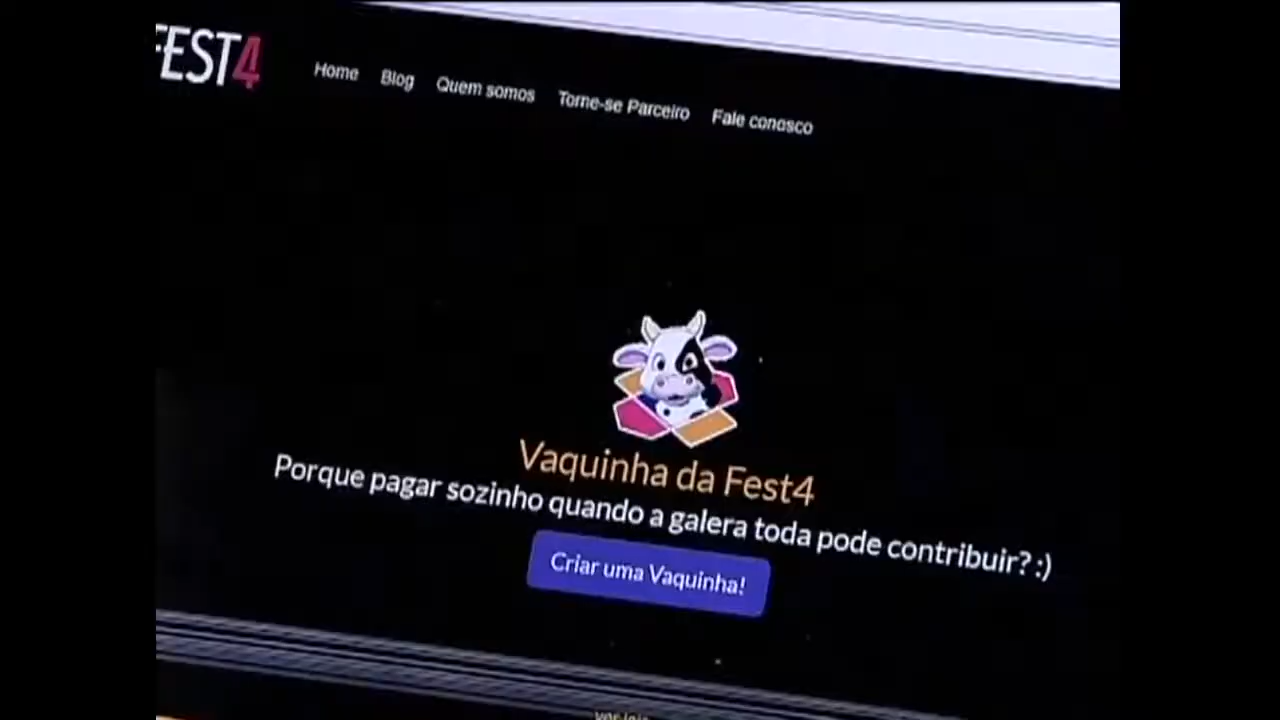 FEST4
Home Blog Quem somos Torne-se Parceiro Fale conosco
Vaquinha da Fest4
Porque pagar sozinho quando a galera toda pode contribuir? :)
Criar uma Vaquinha!